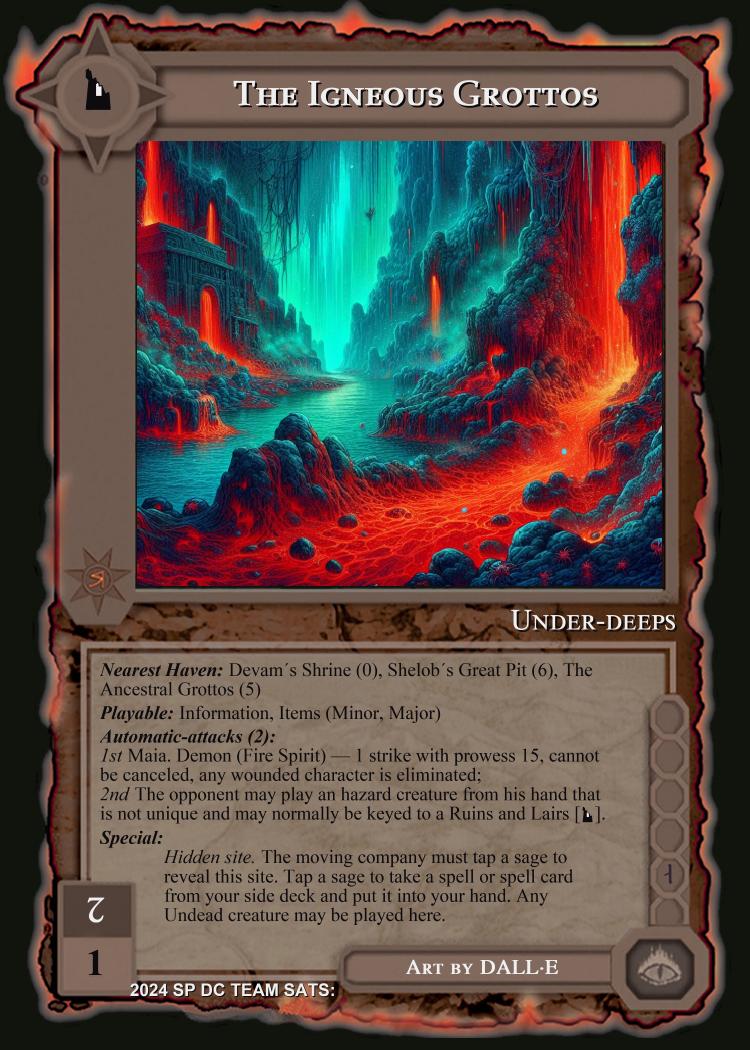 The Igneous Grottos
Under-deeps
Nearest Haven: Devam´s Shrine (0), Shelob´s Great Pit (6), The
Ancestral Grottos (5)
Playable: Information, Items (Minor, Major)
Automatic-attacks (2):
1st Maia. Demon (Fire Spirit) — 1 strike with prowess 15, cannot
be canceled, any wounded character is eliminated;
2nd The opponent may play an hazard creature from his hand that
is not unique and may normally be keyed to a Ruins and Lairs [ ].
Special:
Hidden site. The moving company must tap a sage to
reveal this site. Tap a sage to take a spell or spell card
from your side deck and put it into your hand. Any
Undead creature may be played here.
2
1
Art by DALL·E
2024 SP DC TEAM SATS: